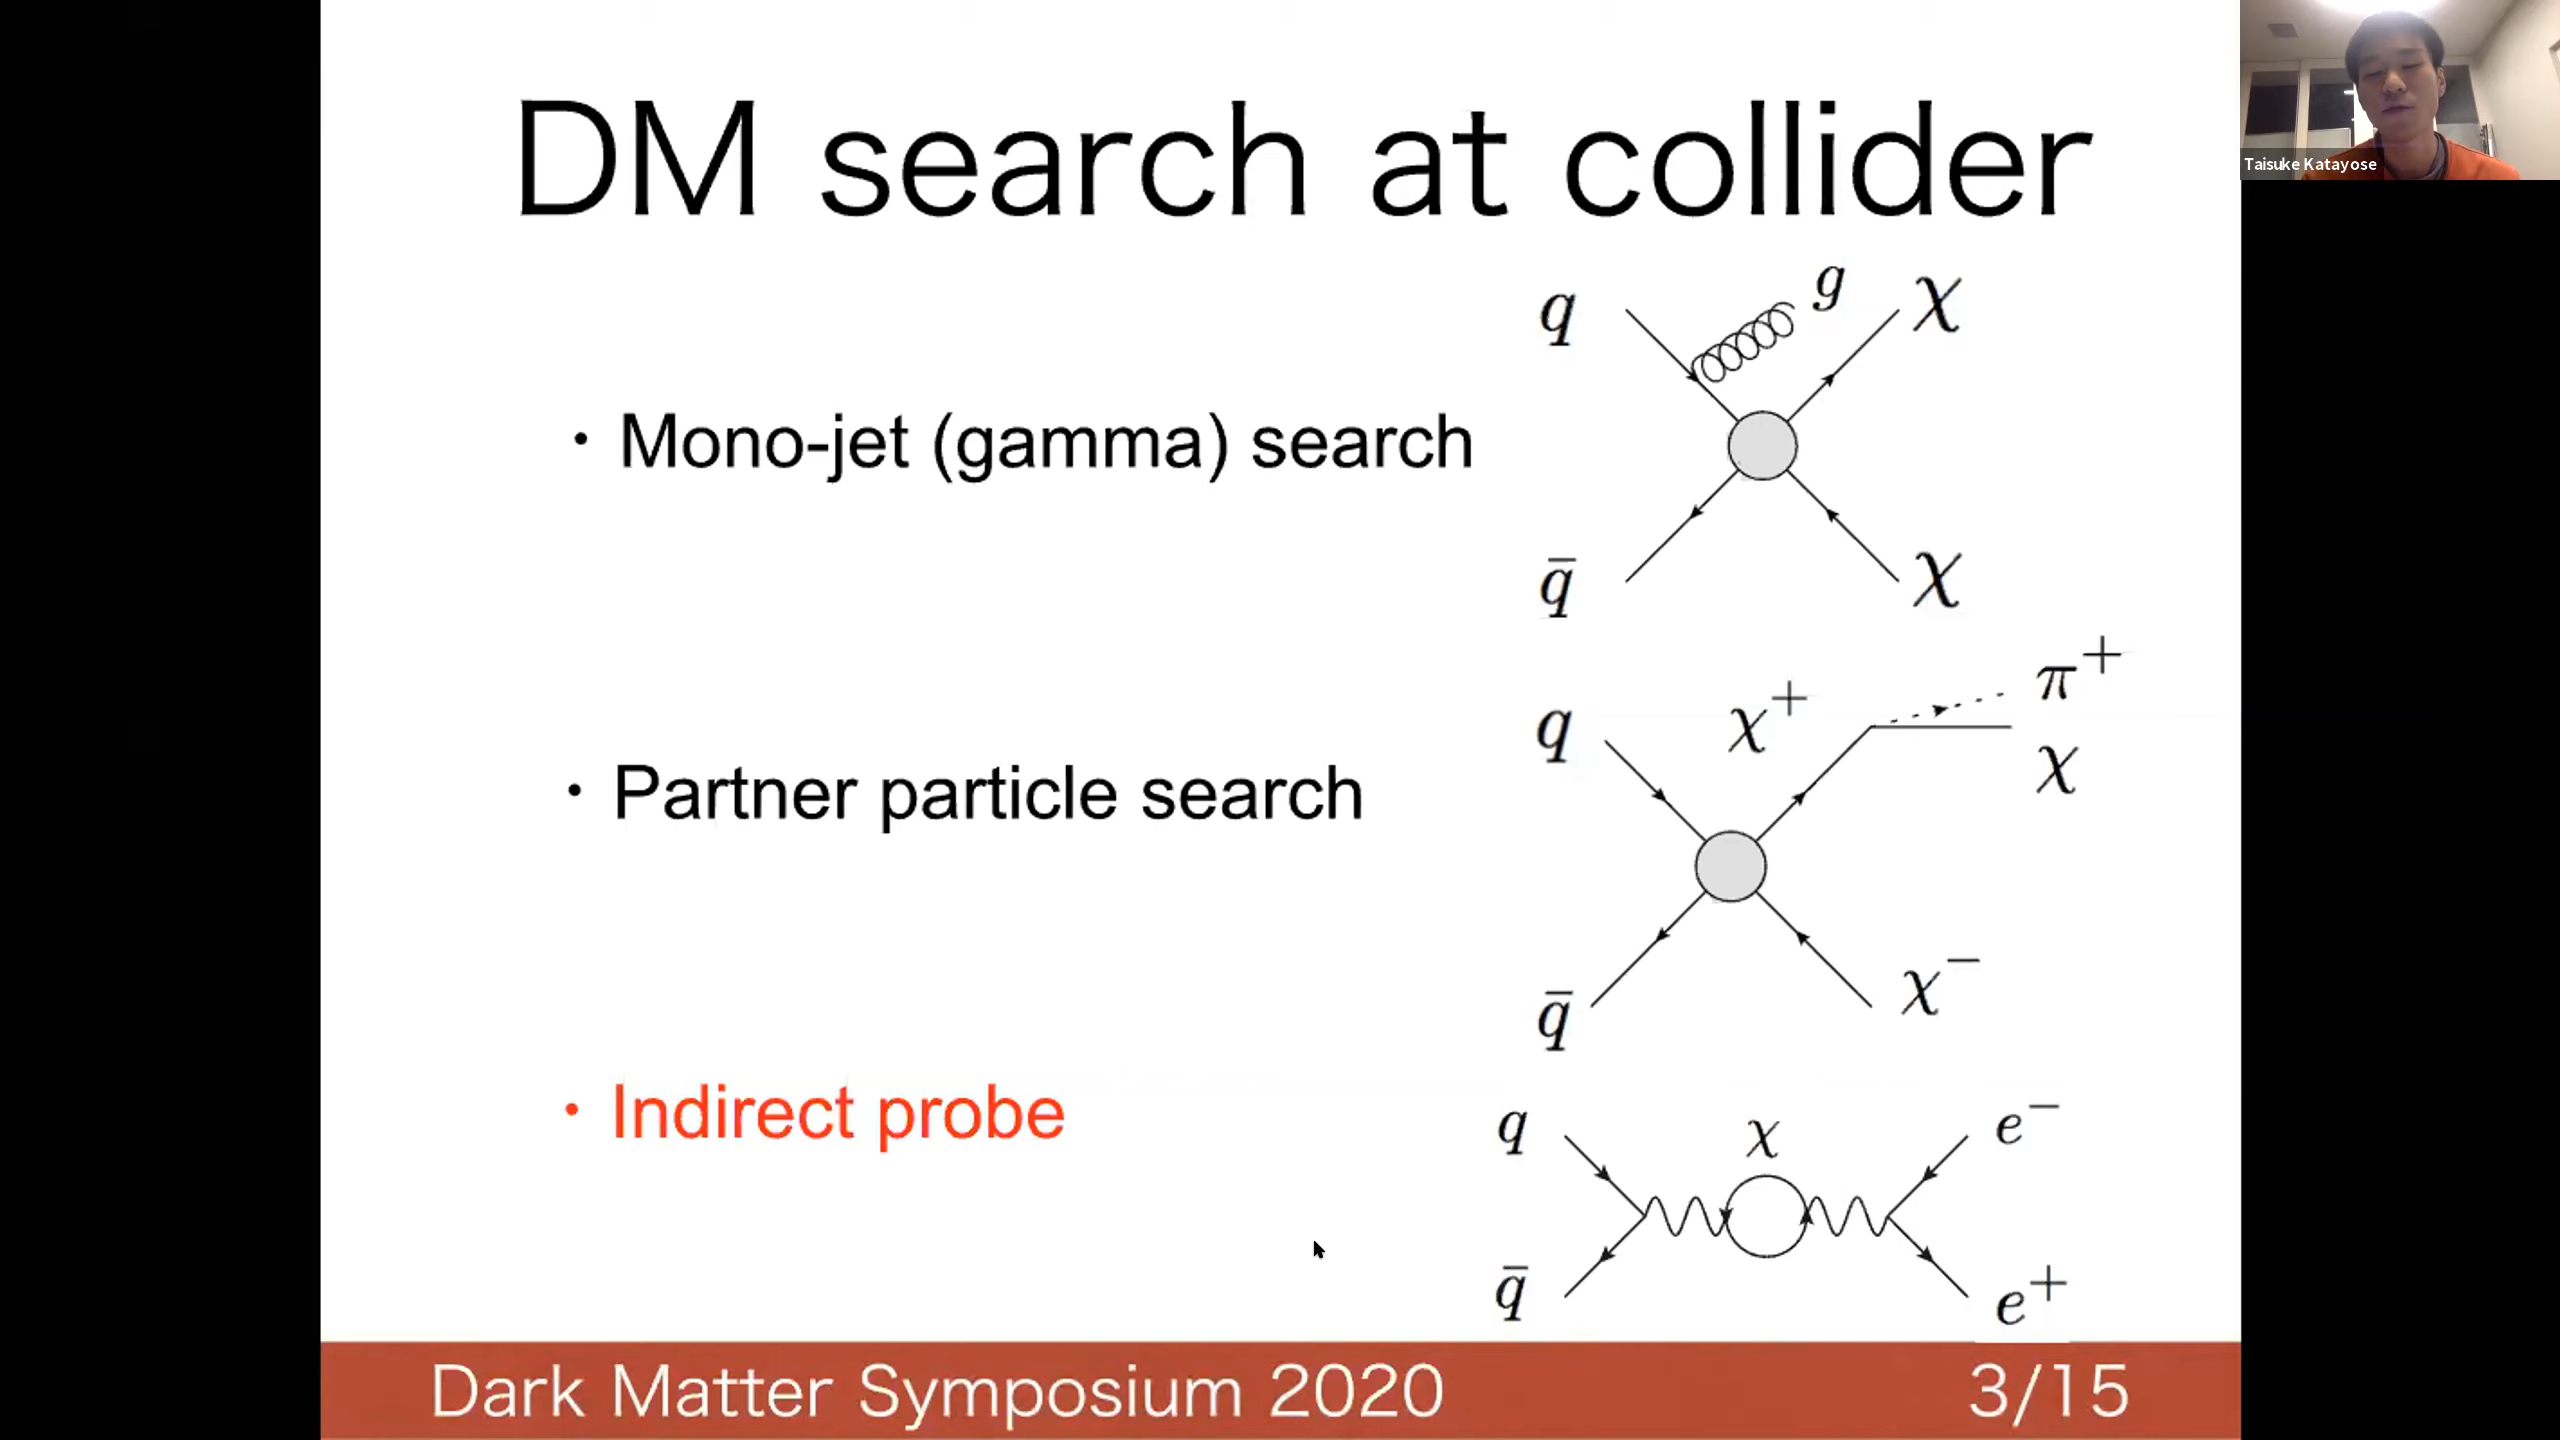 DM search at collider
Taisuke Katayose
・Mono-jet (gamma) search
q
g
χ
q̄
χ
・Partner particle search
q
χ⁺
π⁺
χ
q̄
χ⁻
・Indirect probe
q
χ
e⁻
q̄
e⁺
Dark Matter Symposium 2020
3/15